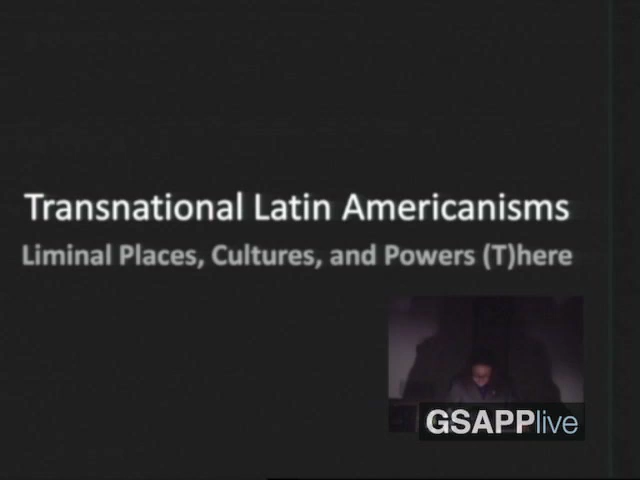 Transnational Latin Americanisms
Liminal Places, Cultures, and Powers (T)here
GSAPPlive